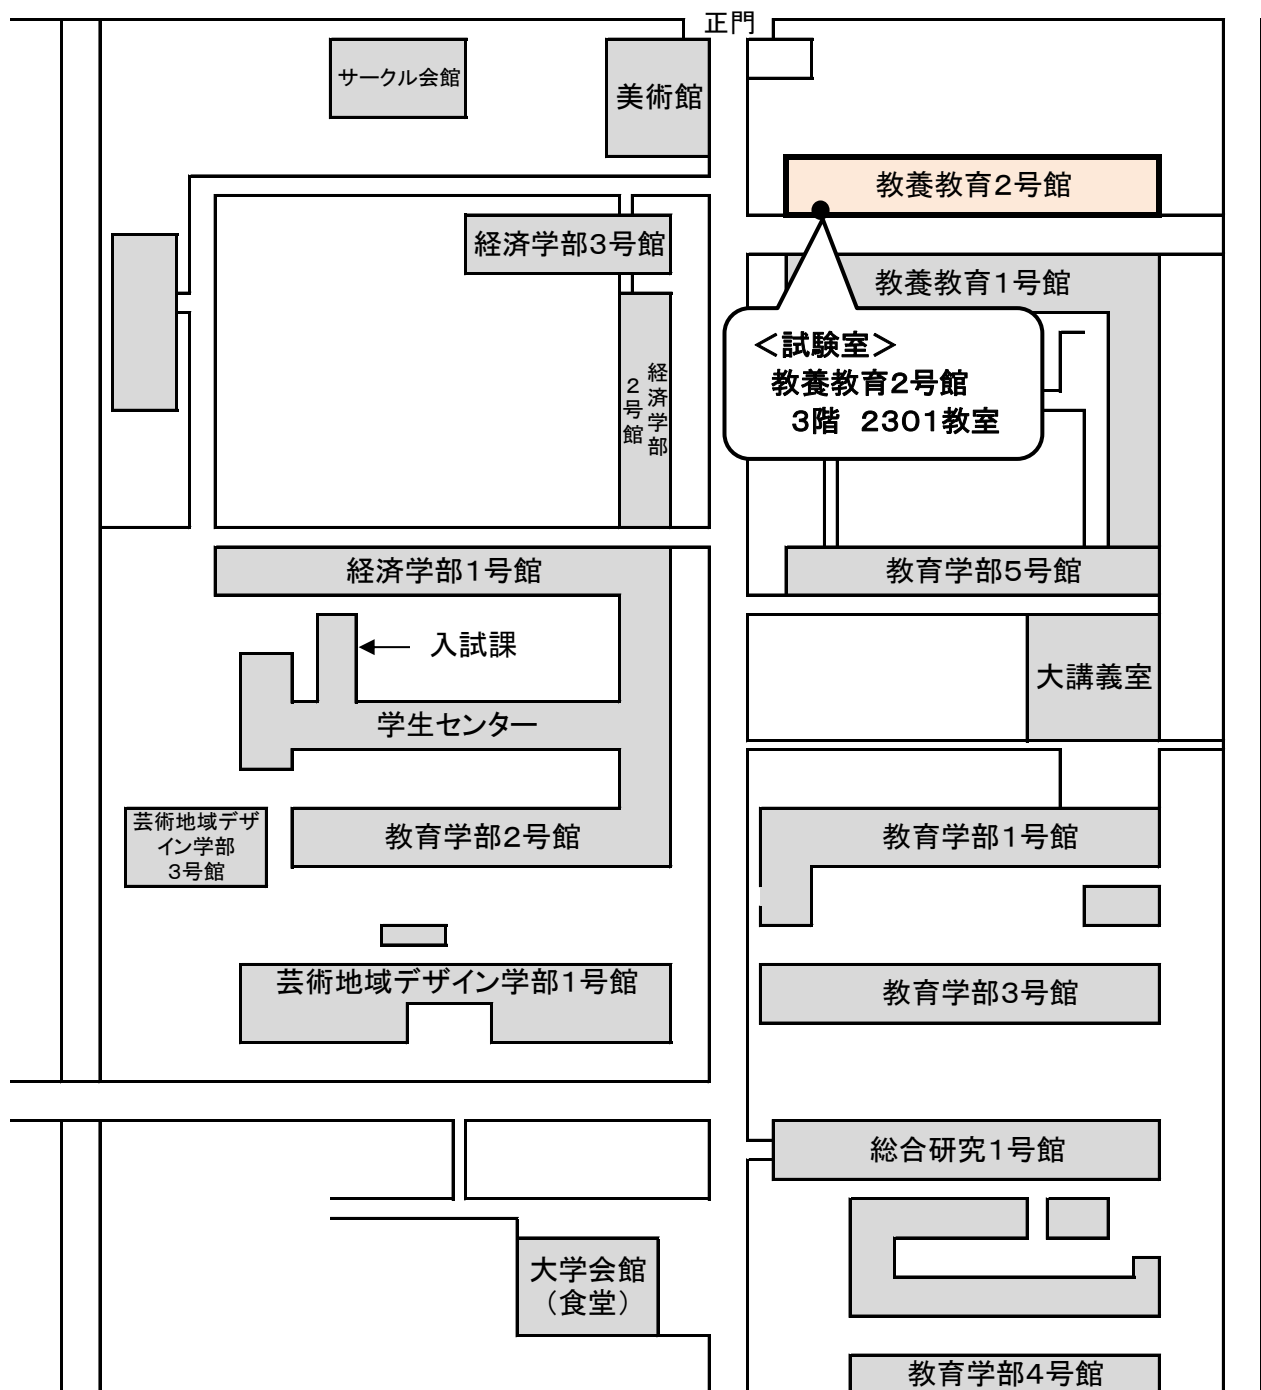 正門
サークル会館
美術館
教養教育２号館
経済学部３号館
教養教育１号館
＜試験室＞
教養教育２号館
３階　２３０１教室
経済学部
２号館
経済学部１号館
教育学部５号館
入試課
大講義室
学生センター
芸術地域デザ
イン学部
３号館
教育学部２号館
教育学部１号館
芸術地域デザイン学部１号館
教育学部３号館
総合研究１号館
大学会館
（食堂）
教育学部４号館